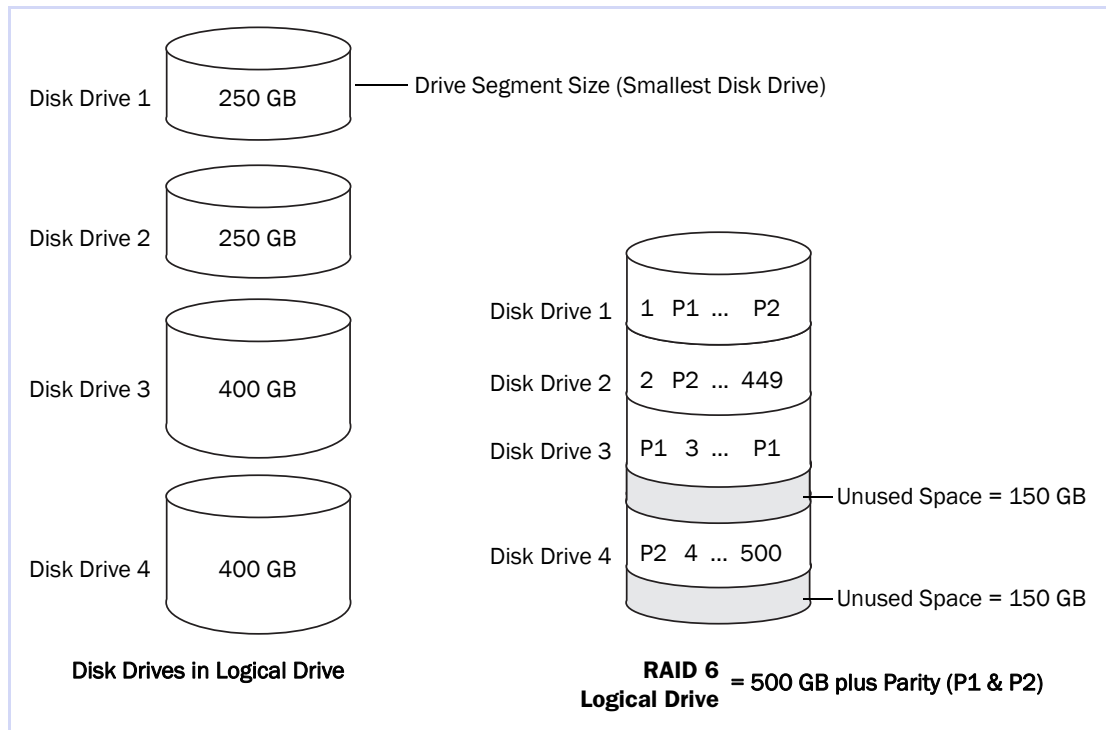 Disk Drive 1
250 GB
Drive Segment Size (Smallest Disk Drive)
Disk Drive 2
250 GB
Disk Drive 3
400 GB
Disk Drive 4
400 GB
Disk Drives in Logical Drive
Disk Drive 1
1 P1 ... P2
Disk Drive 2
2 P2 ... 449
Disk Drive 3
P1 3 ... P1
Unused Space = 150 GB
Disk Drive 4
P2 4 ... 500
Unused Space = 150 GB
RAID 6
Logical Drive = 500 GB plus Parity (P1 & P2)